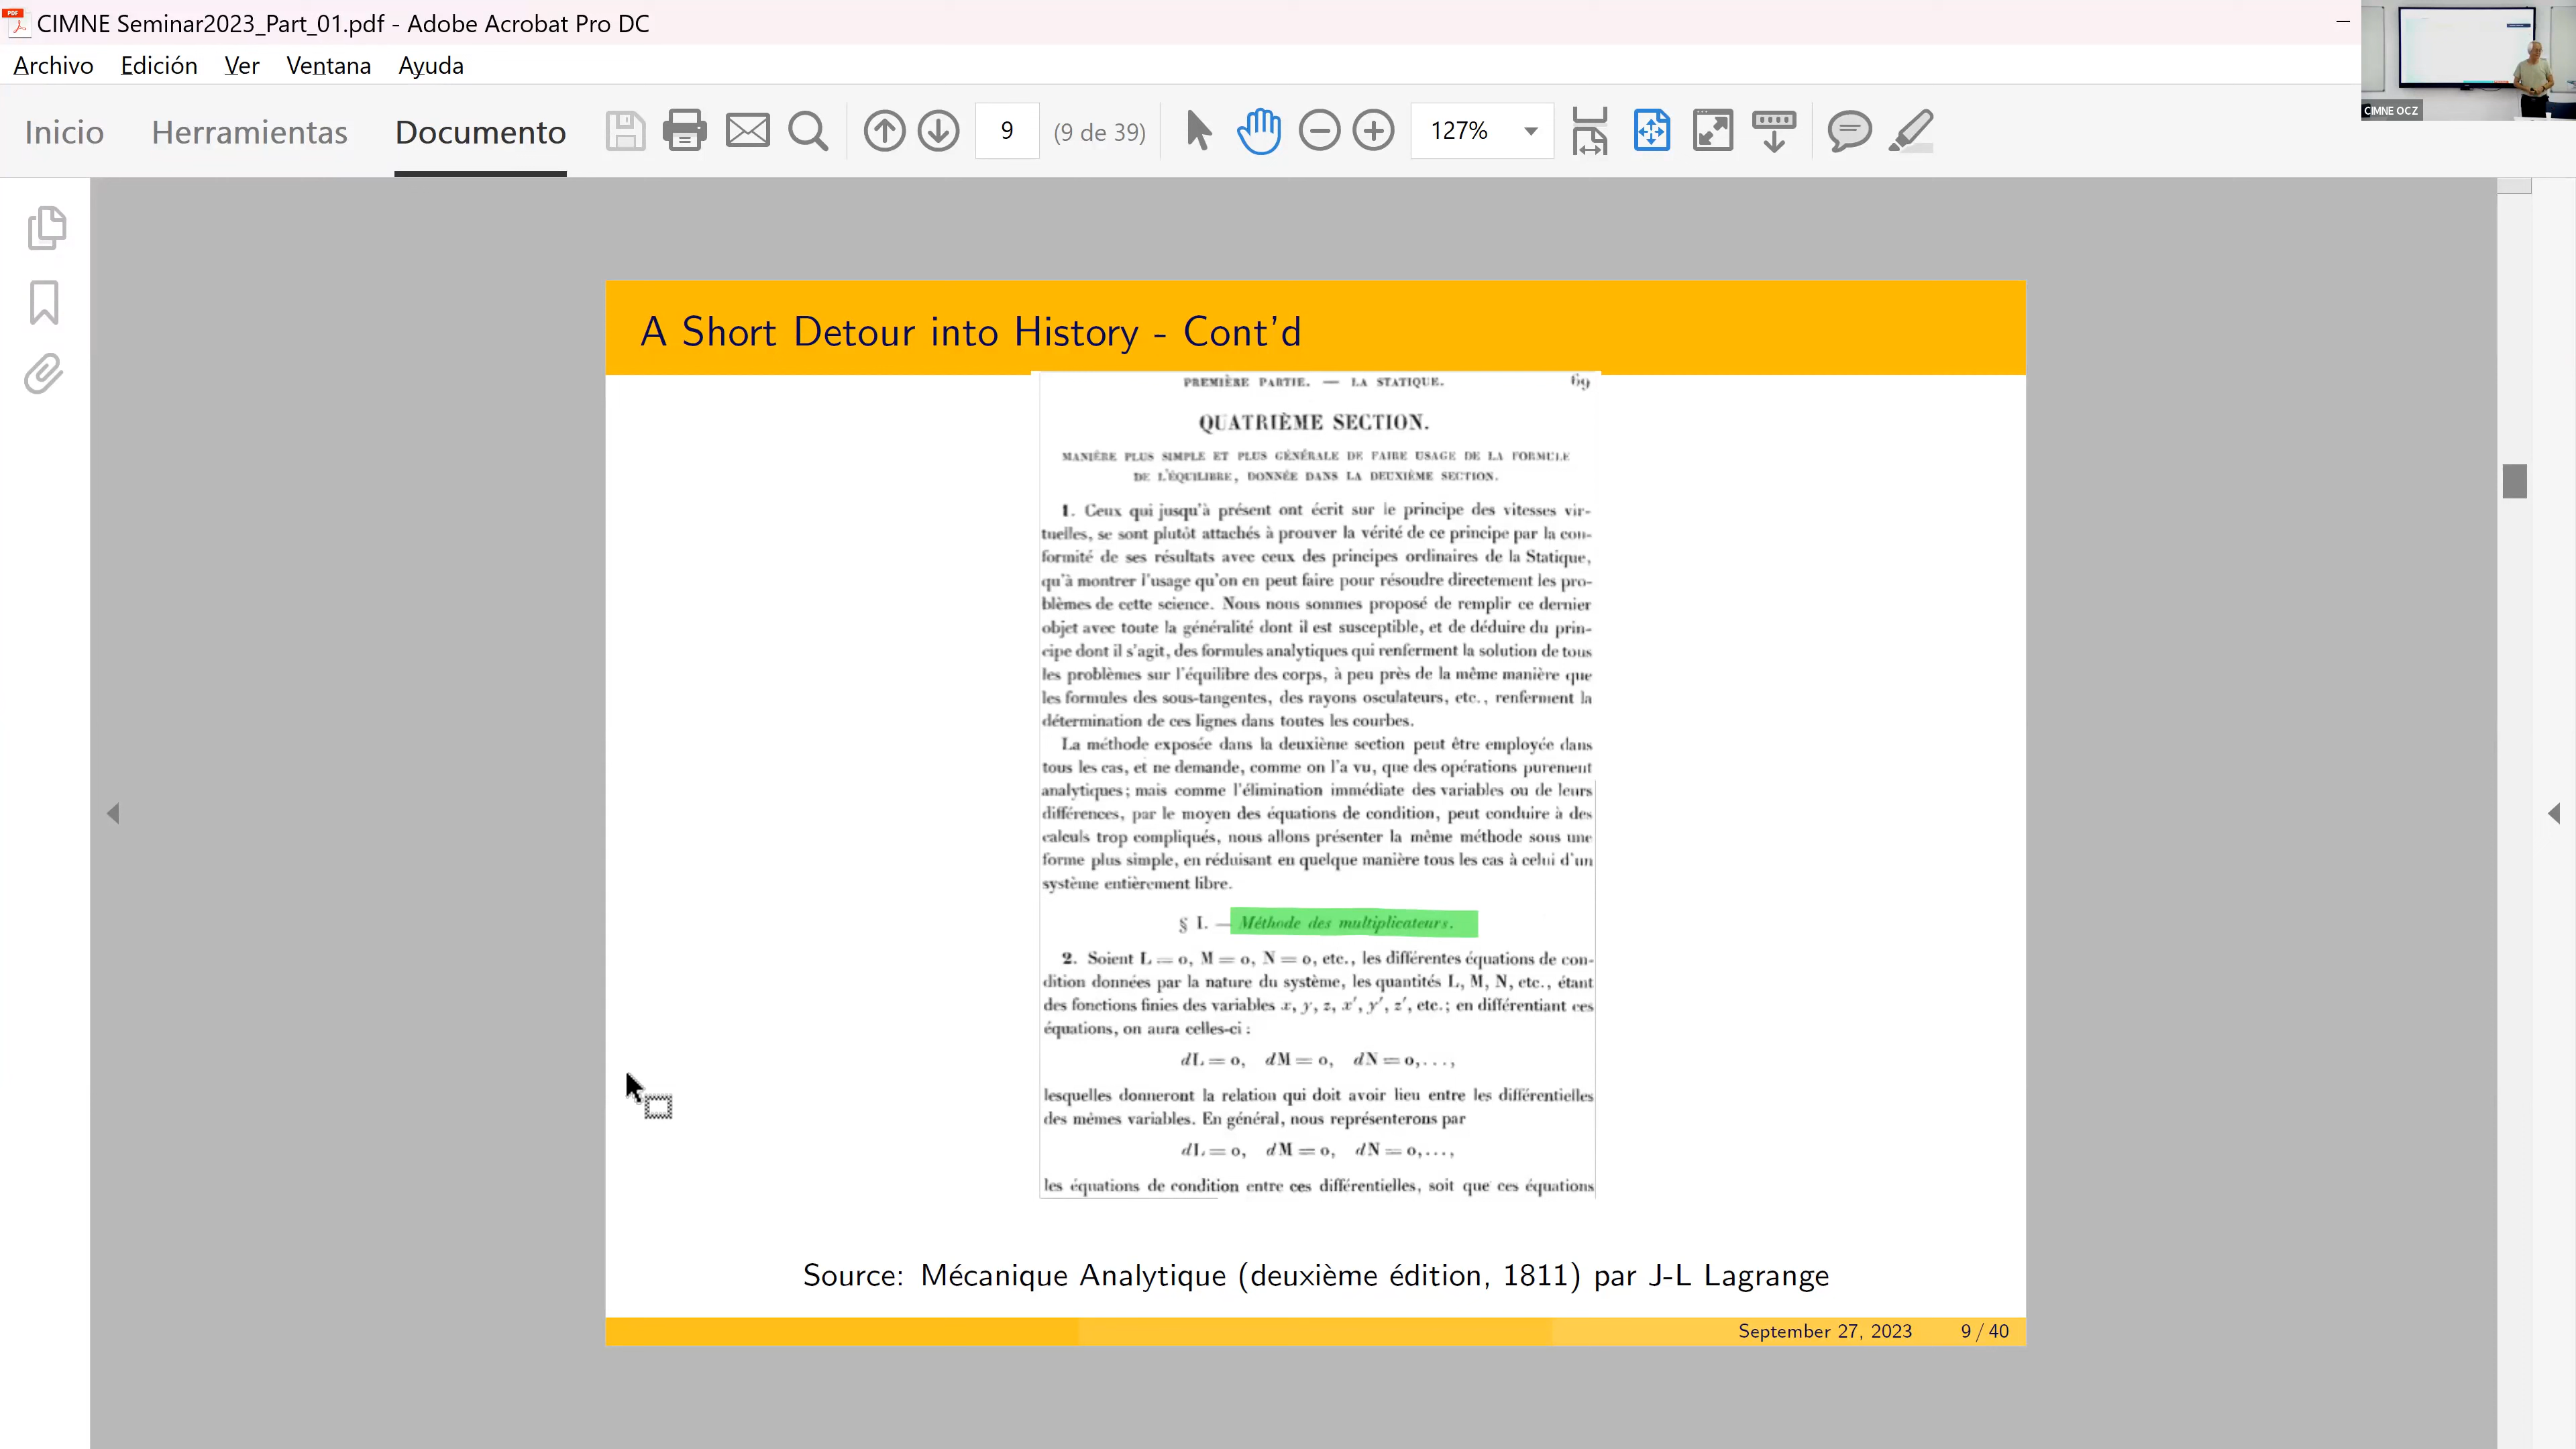 CIMNE Seminar2023_Part_01.pdf - Adobe Acrobat Pro DC
Archivo Edición Ver Ventana Ayuda
Inicio Herramientas Documento 9 (9 de 39) 127%
CIMNE OCZ
A Short Detour into History - Cont'd
PREMIÈRE PARTIE. — LA STATIQUE. 69
QUATRIÈME SECTION.
MANIÈRE PLUS SIMPLE ET PLUS GÉNÉRALE DE FAIRE USAGE DE LA FORMULE
DE L'ÉQUILIBRE, DONNÉE DANS LA DEUXIÈME SECTION.
1. Ceux qui jusqu'à présent ont écrit sur le principe des vitesses vir-
tuelles, se sont plutôt attachés à prouver la vérité de ce principe par la con-
formité de ses résultats avec ceux des principes ordinaires de la Statique,
qu'à montrer l'usage qu'on en peut faire pour résoudre directement les pro-
blèmes de cette science. Nous nous sommes proposé de remplir ce dernier
objet avec toute la généralité dont il est susceptible, et de déduire du prin-
cipe dont il s'agit, des formules analytiques qui renferment la solution de tous
les problèmes sur l'équilibre des corps, à peu près de la même manière que
les formules des sous-tangentes, des rayons osculateurs, etc., renferment la
détermination de ces lignes dans toutes les courbes.
La méthode exposée dans la deuxième section peut être employée dans
tous les cas, et ne demande, comme on l'a vu, que des opérations purement
analytiques; mais comme l'élimination immédiate des variables ou de leurs
différences, par le moyen des équations de condition, peut conduire à des
calculs trop compliqués, nous allons présenter la même méthode sous une
forme plus simple, en réduisant en quelque manière tous les cas à celui d'un
système entièrement libre.
§ I. — Méthode des multiplicateurs.
2. Soient L = 0, M = 0, N = 0, etc., les différentes équations de con-
dition données par la nature du système, les quantités L, M, N, etc., étant
des fonctions finies des variables x, y, z, x', y', z', etc.; en différentiant ces
équations, on aura celles-ci :
dL = 0, dM = 0, dN = 0,...,
lesquelles donneront la relation qui doit avoir lieu entre les différentielles
des mêmes variables. En général, nous représenterons par
dL = 0, dM = 0, dN = 0,...,
les équations de condition entre ces différentielles, soit que ces équations
Source: Mécanique Analytique (deuxième édition, 1811) par J-L Lagrange
September 27, 2023 9 / 40